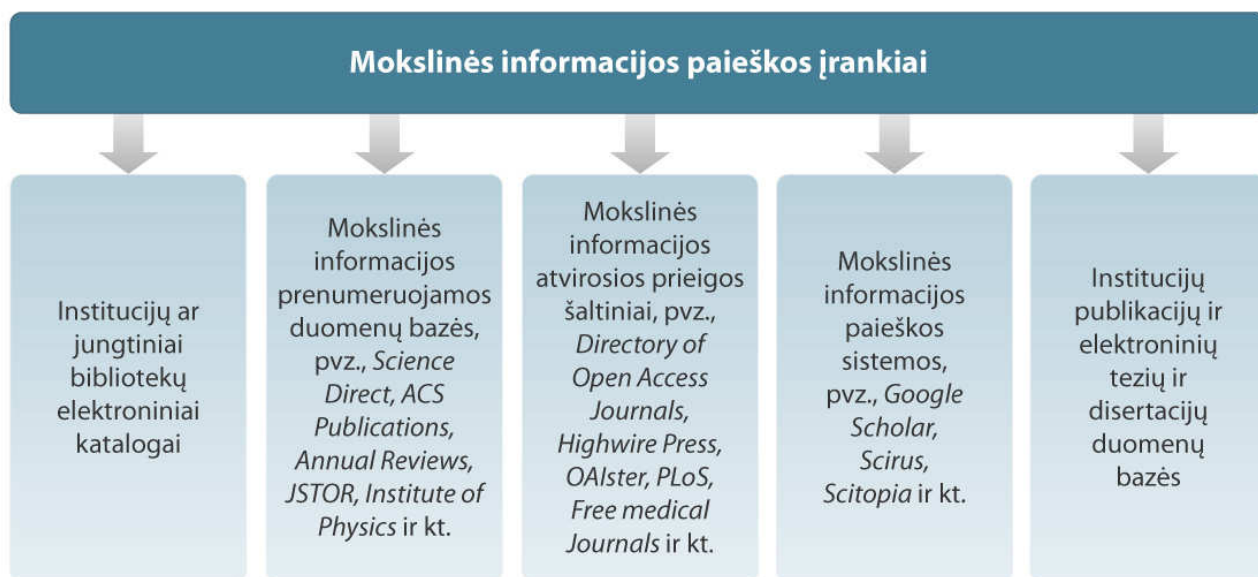 Mokslinės informacijos paieškos įrankiai
Institucijų ar
jungtiniai
bibliotekų
elektroniniai
katalogai
Mokslinės
informacijos
prenumeruojamos
duomenų bazės,
pvz., Science
Direct, ACS
Publications,
Annual Reviews,
JSTOR, Institute of
Physics ir kt.
Mokslinės
informacijos
atvirosios prieigos
šaltiniai, pvz.,
Directory of
Open Access
Journals,
Highwire Press,
OAIster, PLoS,
Free medical
Journals ir kt.
Mokslinės
informacijos
paieškos
sistemos,
pvz., Google
Scholar,
Scirus,
Scitopia ir kt.
Institucijų
publikacijų ir
elektroninių
tezių ir
disertacijų
duomenų
bazės